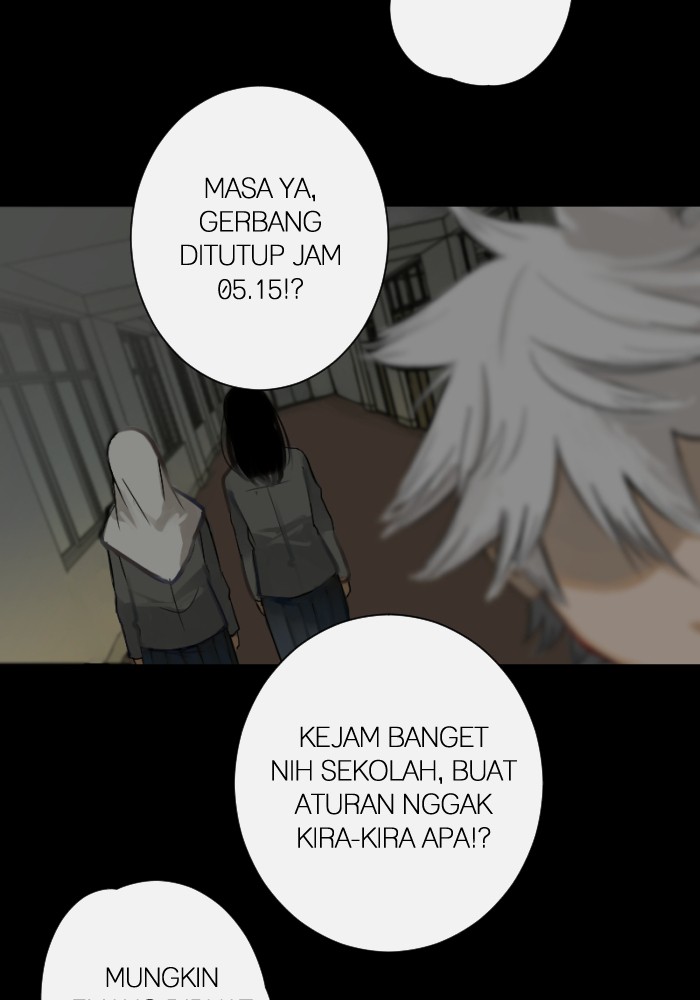 MASA YA,
GERBANG
DITUTUP JAM
05.15!?
KEJAM BANGET
NIH SEKOLAH, BUAT
ATURAN NGGAK
KIRA-KIRA APA!?
MUNGKIN